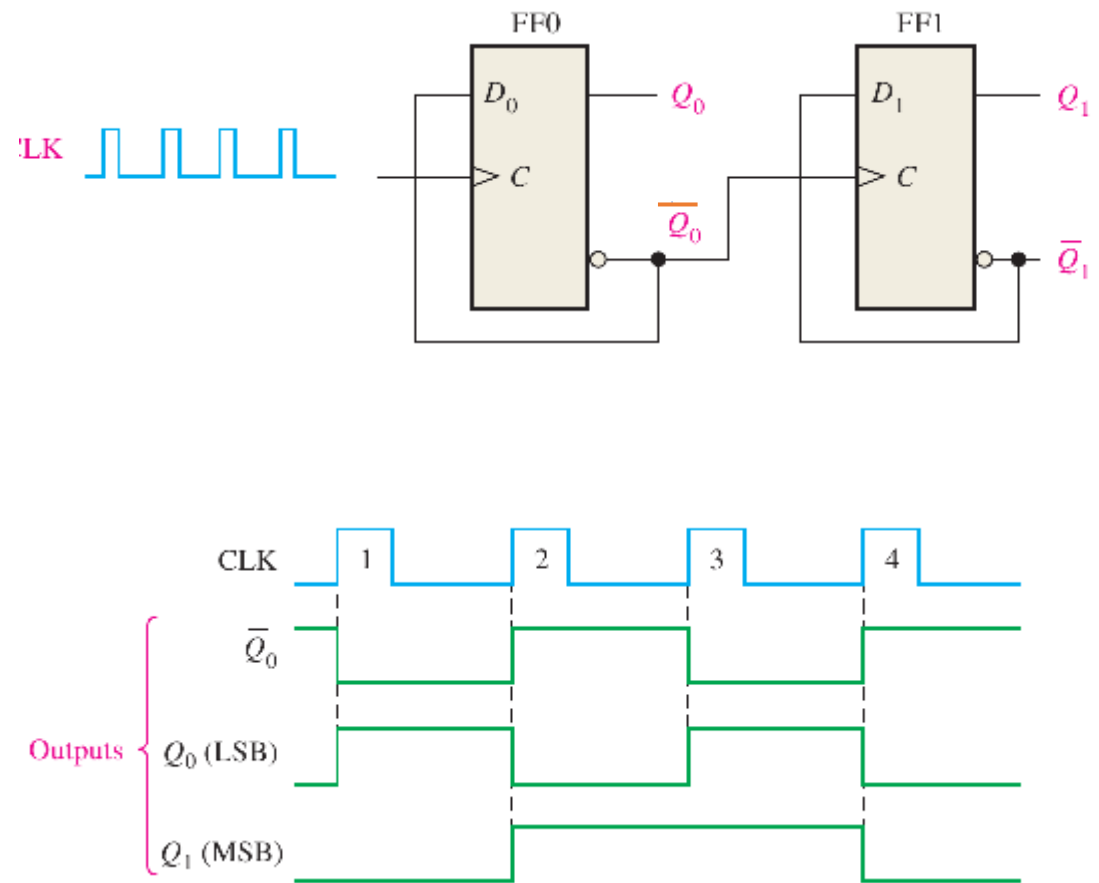 FF0 FF1
D₀ Q₀ D₁ Q₁
:LK
C C
Q̅₀ Q̅₁
CLK 1 2 3 4
Q̅₀
Outputs Q₀ (LSB)
Q₁ (MSB)